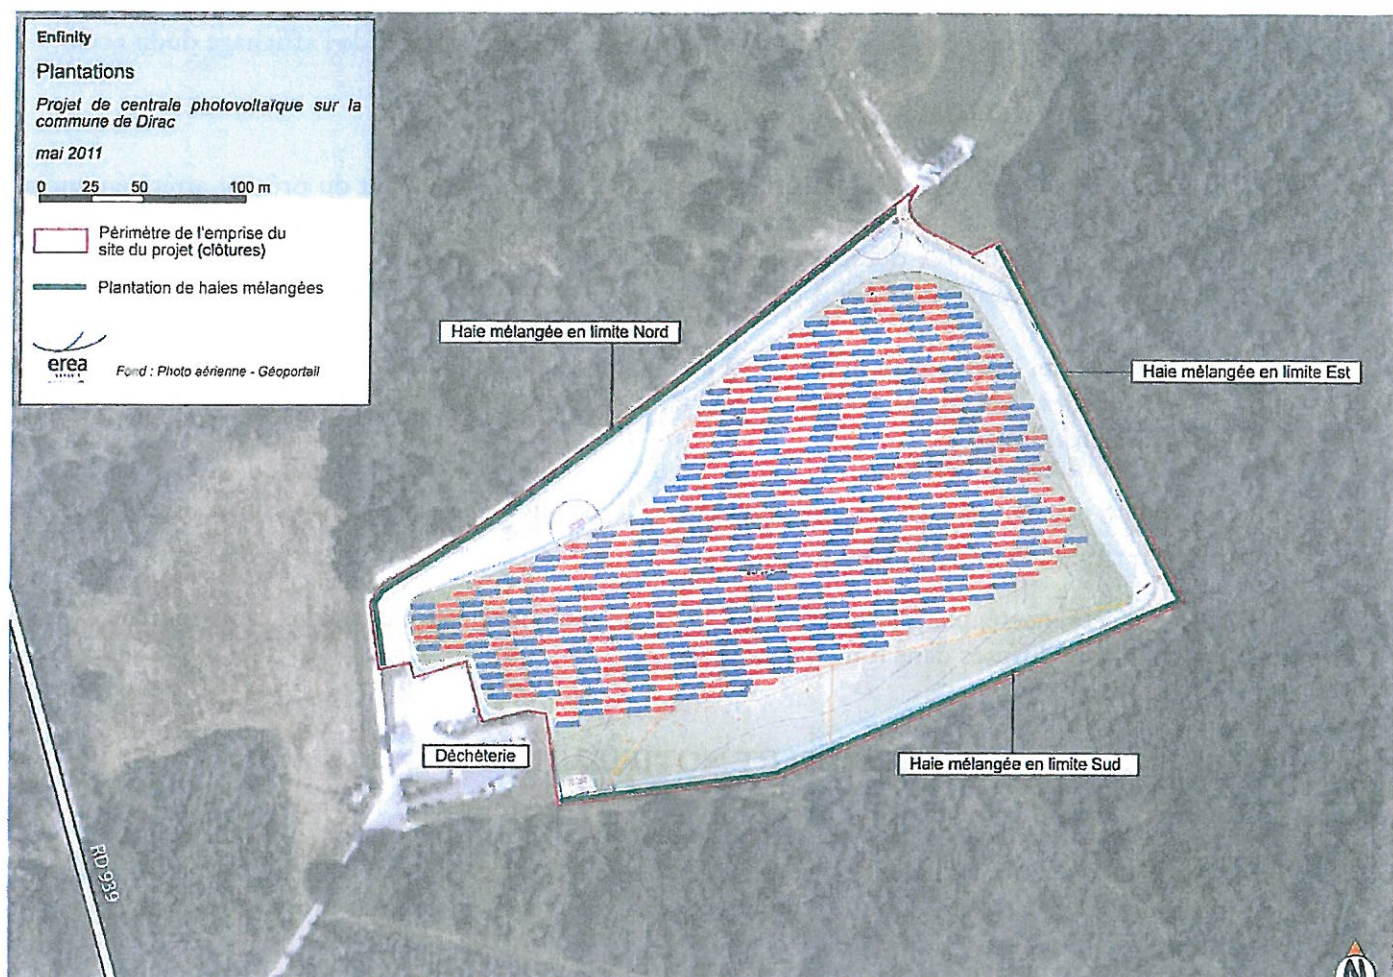 Enfinity
Plantations
Projet de centrale photovoltaïque sur la
commune de Dirac
mai 2011
0 25 50 100 m
Périmètre de l'emprise du
site du projet (clôtures)
Plantation de haies mélangées
erea
Fond : Photo aérienne - Géoportail
Haie mélangée en limite Nord
Haie mélangée en limite Est
Haie mélangée en limite Sud
Déchèterie
RD 939
N